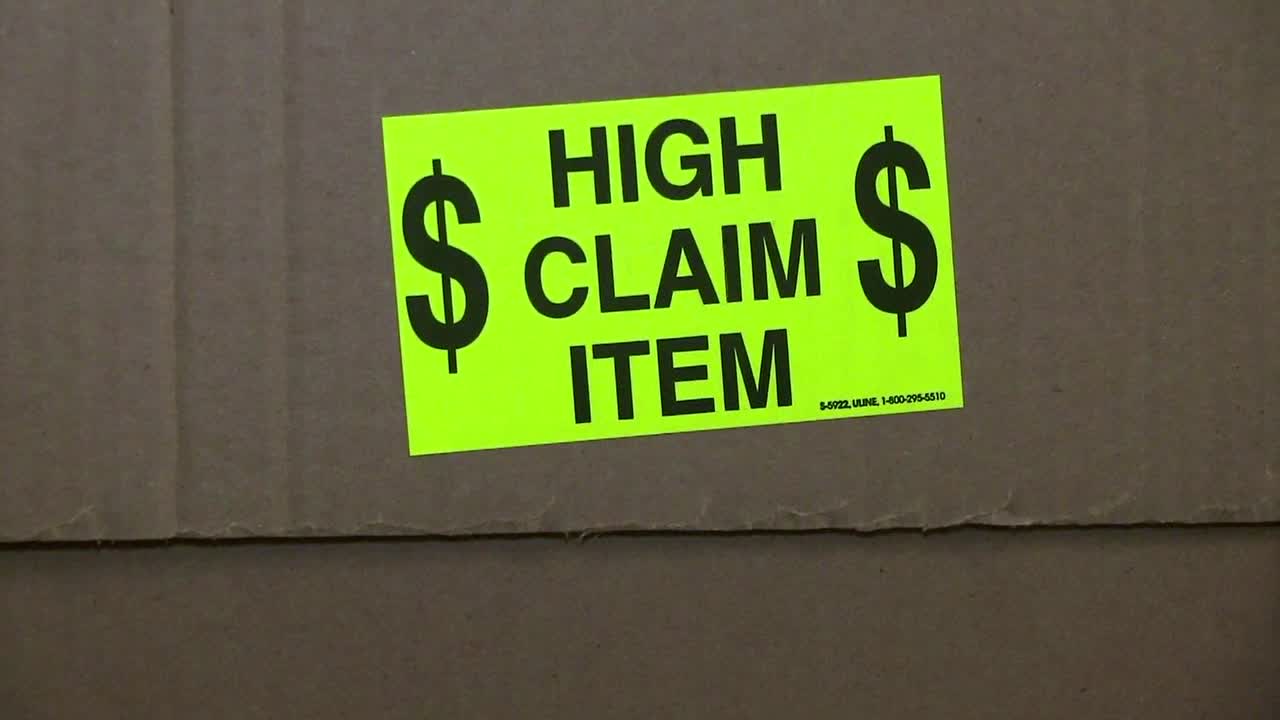 HIGH
$ CLAIM $
ITEM
S-5922, ULINE, 1-800-295-5510